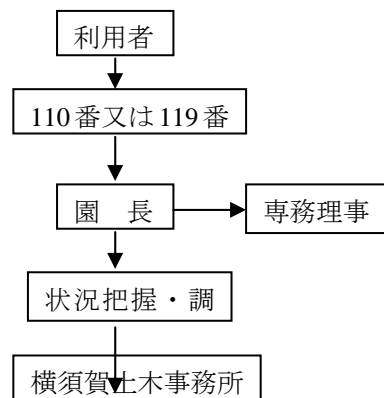 利用者
110番又は119番
園　長
専務理事
状況把握・調
横須賀土木事務所